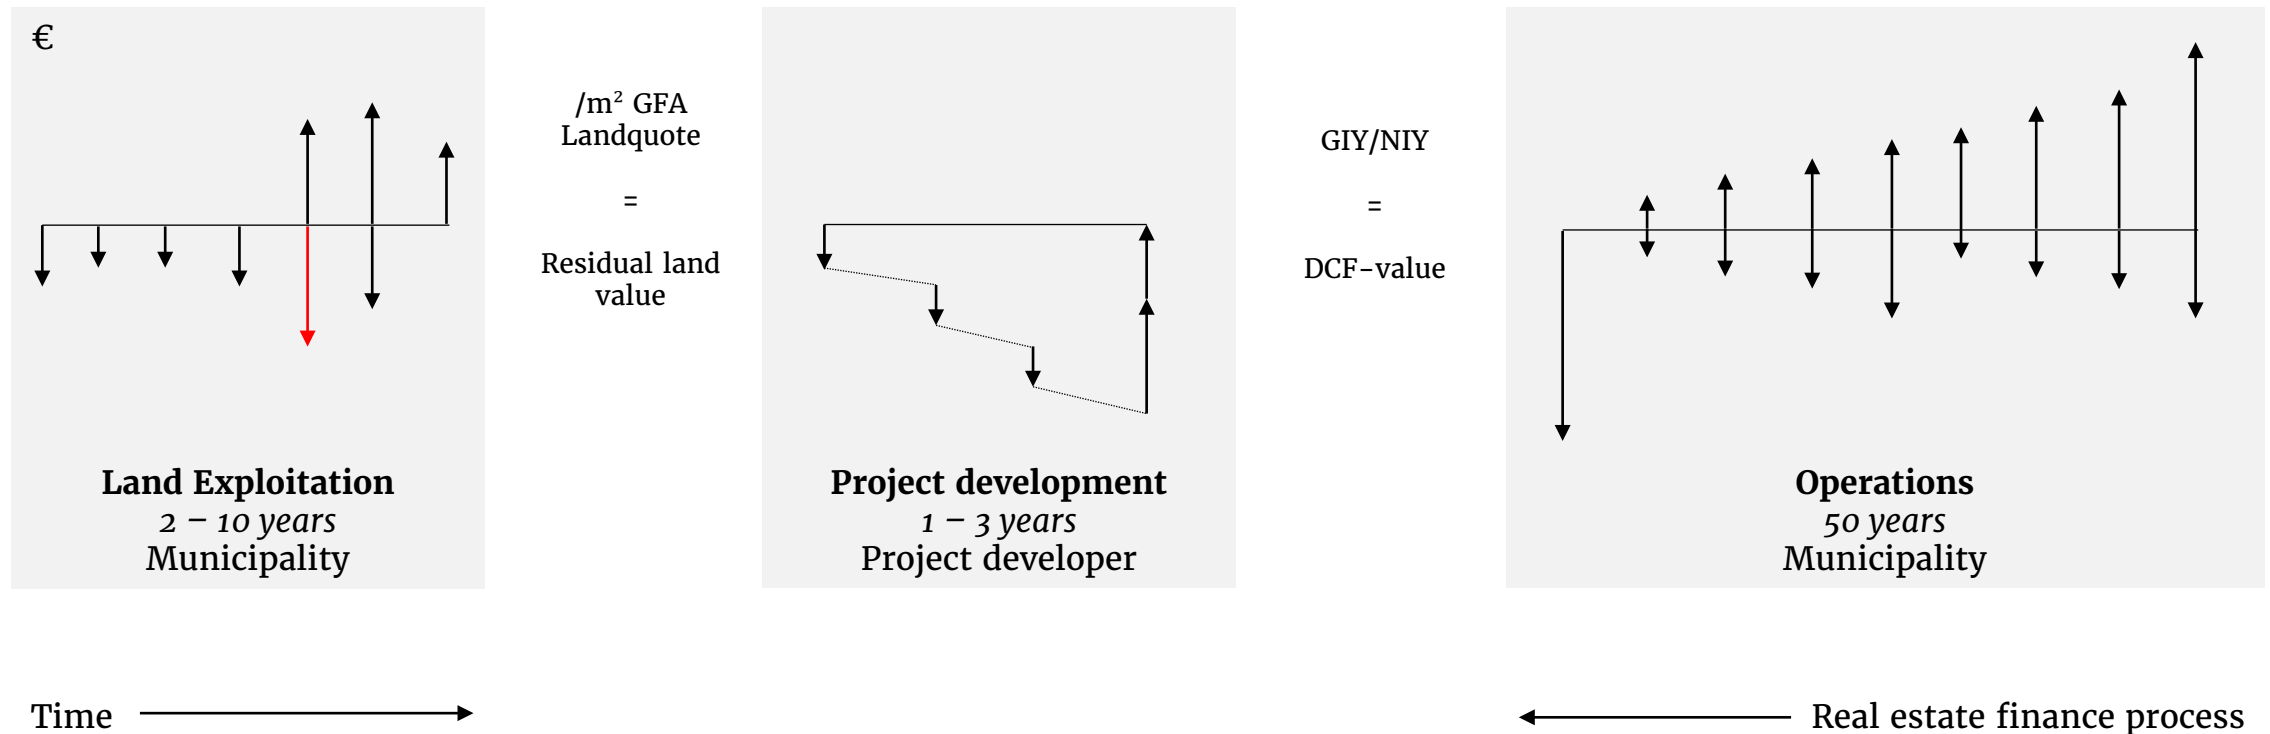 €
/m² GFA
Landquote
=
Residual land
value
GIY/NIY
=
DCF-value
Land Exploitation
2 – 10 years
Municipality
Project development
1 – 3 years
Project developer
Operations
50 years
Municipality
Time
Real estate finance process